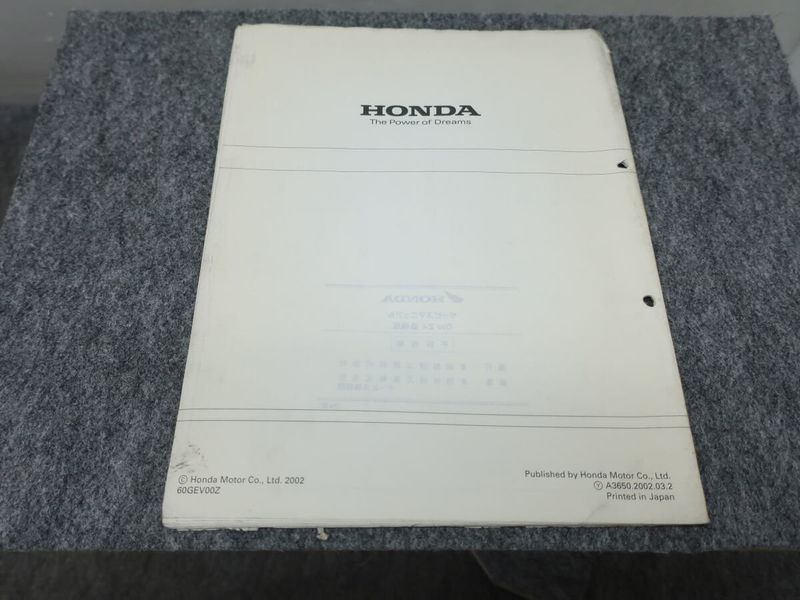 HONDA
The Power of Dreams
© Honda Motor Co., Ltd. 2002
60GEV00Z
Published by Honda Motor Co., Ltd.
Ⓨ A3650.2002.03.2
Printed in Japan